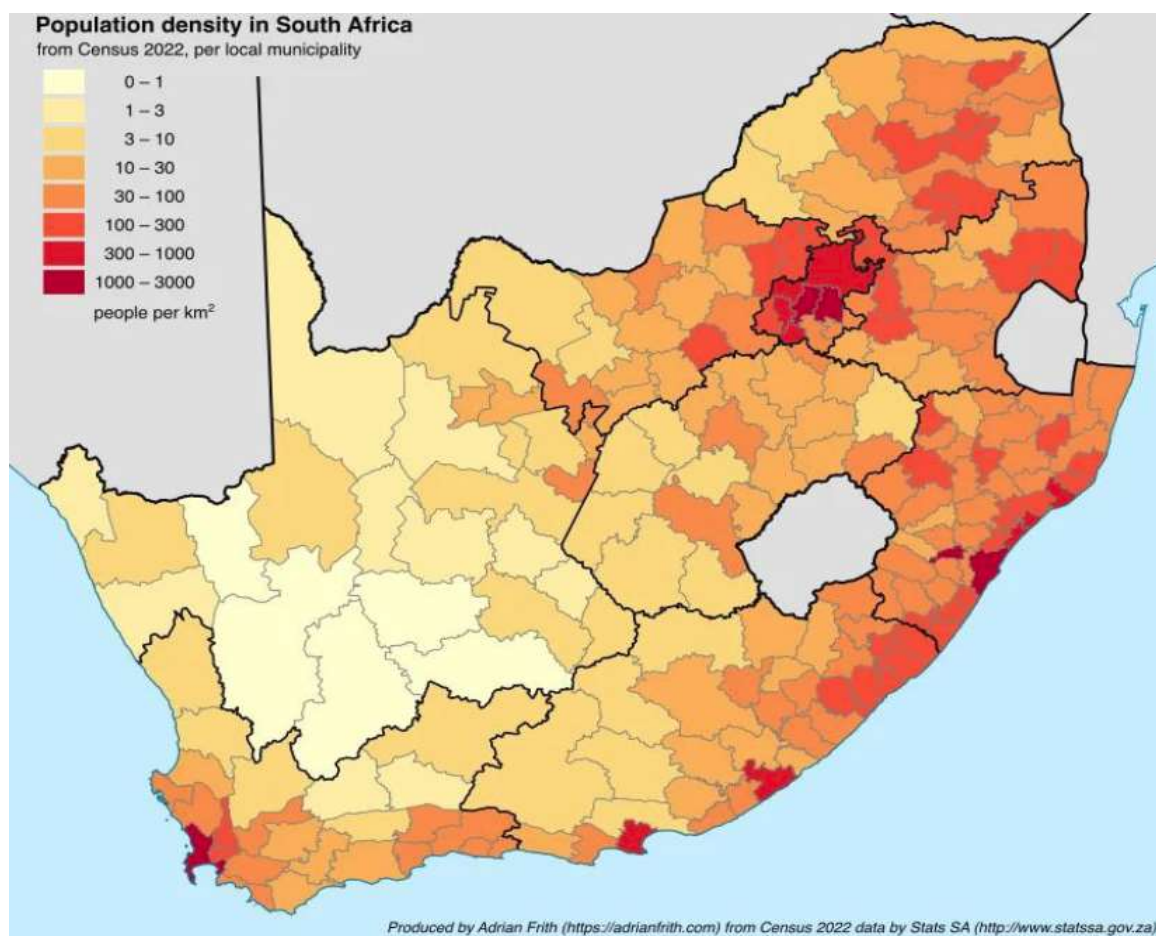 Population density in South Africa
from Census 2022, per local municipality
0 – 1
1 – 3
3 – 10
10 – 30
30 – 100
100 – 300
300 – 1000
1000 – 3000
people per km²
Produced by Adrian Frith (https://adrianfrith.com) from Census 2022 data by Stats SA (http://www.statssa.gov.za)